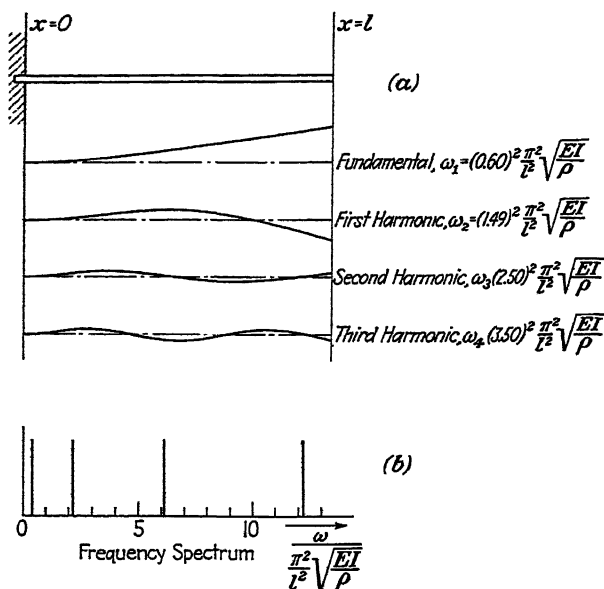 x=0 x=l
(a)
Fundamental, ω₁=(0.60)² π²/l² √EI/ρ
First Harmonic, ω₂=(1.49)² π²/l² √EI/ρ
Second Harmonic, ω₃(2.50)² π²/l² √EI/ρ
Third Harmonic, ω₄(3.50)² π²/l² √EI/ρ
(b)
0 5 10
Frequency Spectrum
ω / π²/l² √EI/ρ